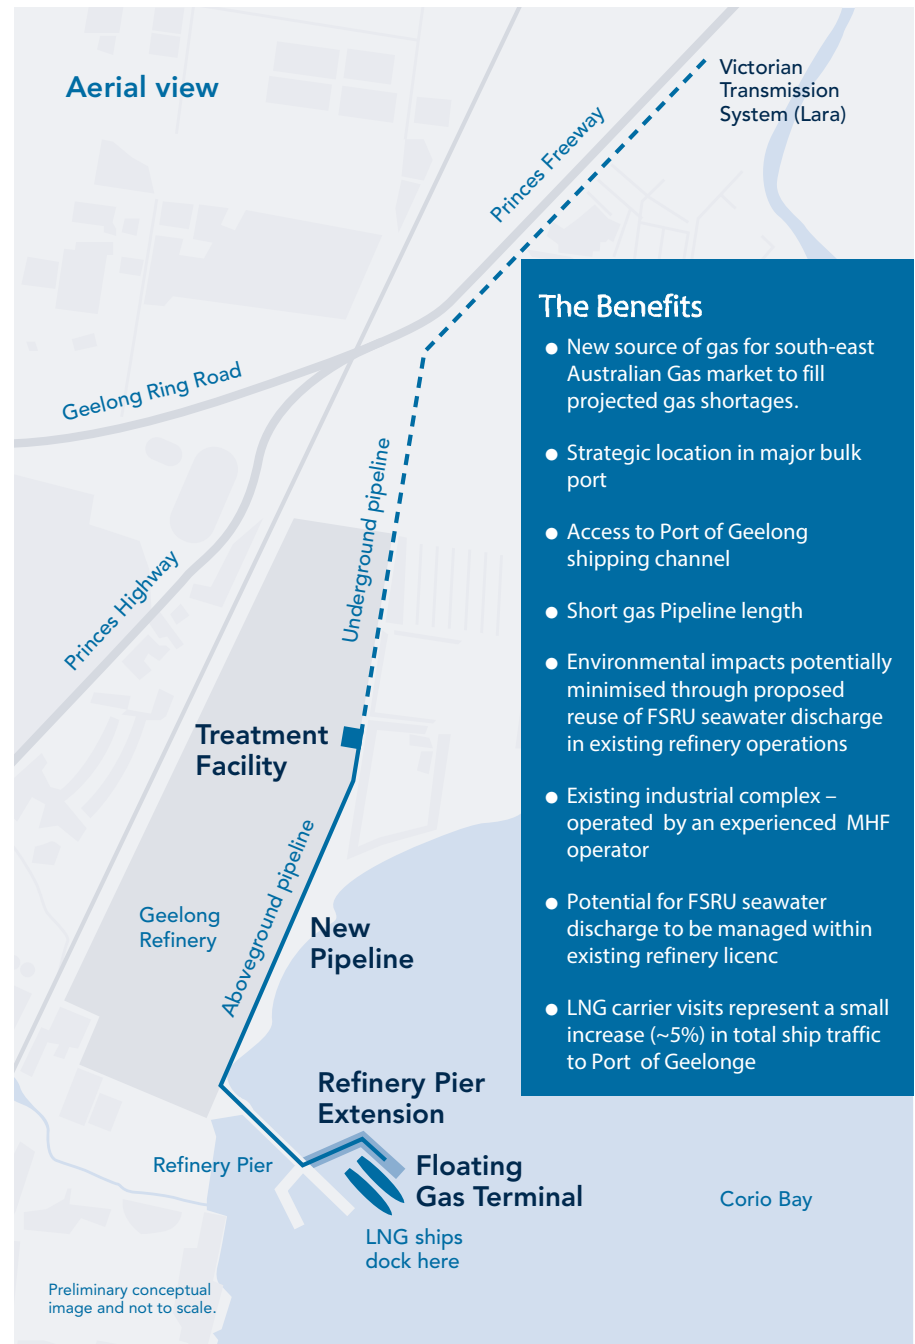 Aerial view
Victorian
Transmission
System (Lara)
Princes Freeway
Geelong Ring Road
Princes Highway
Underground pipeline
The Benefits
● New source of gas for south-east
Australian Gas market to fill
projected gas shortages.
● Strategic location in major bulk
port
● Access to Port of Geelong
shipping channel
● Short gas Pipeline length
● Environmental impacts potentially
minimised through proposed
reuse of FSRU seawater discharge
in existing refinery operations
● Existing industrial complex –
operated by an experienced MHF
operator
● Potential for FSRU seawater
discharge to be managed within
existing refinery licenc
● LNG carrier visits represent a small
increase (~5%) in total ship traffic
to Port of Geelonge
Treatment
Facility
Aboveground pipeline
Geelong
Refinery
New
Pipeline
Refinery Pier
Extension
Refinery Pier
Floating
Gas Terminal
Corio Bay
LNG ships
dock here
Preliminary conceptual
image and not to scale.